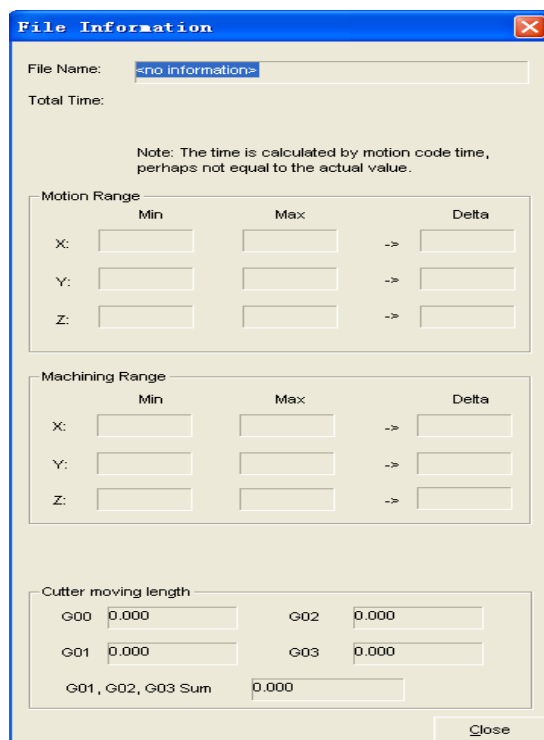 File Information
File Name: <no information>
Total Time:
Note: The time is calculated by motion code time,
perhaps not equal to the actual value.
Motion Range
Min Max Delta
X: ->
Y: ->
Z: ->
Machining Range
Min Max Delta
X: ->
Y: ->
Z: ->
Cutter moving length
G00 0.000 G02 0.000
G01 0.000 G03 0.000
G01, G02, G03 Sum 0.000
Close